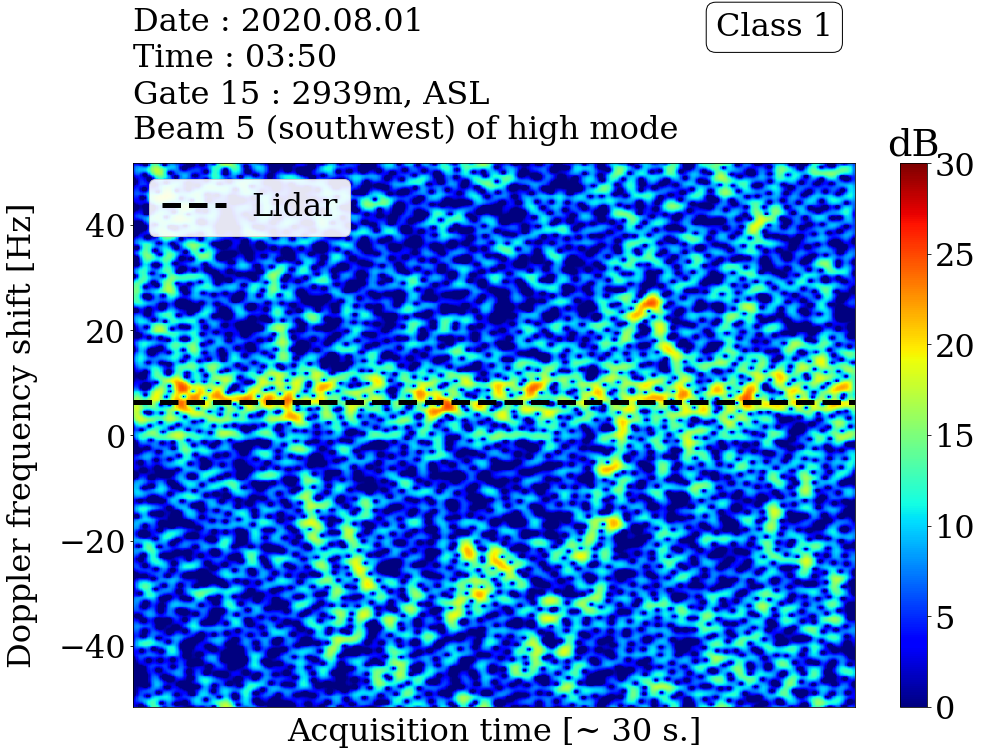 Date : 2020.08.01
Time : 03:50
Gate 15 : 2939m, ASL
Beam 5 (southwest) of high mode
Class 1
dB
Lidar
Doppler frequency shift [Hz]
40
20
0
−20
−40
30
25
20
15
10
5
0
Acquisition time [~ 30 s.]